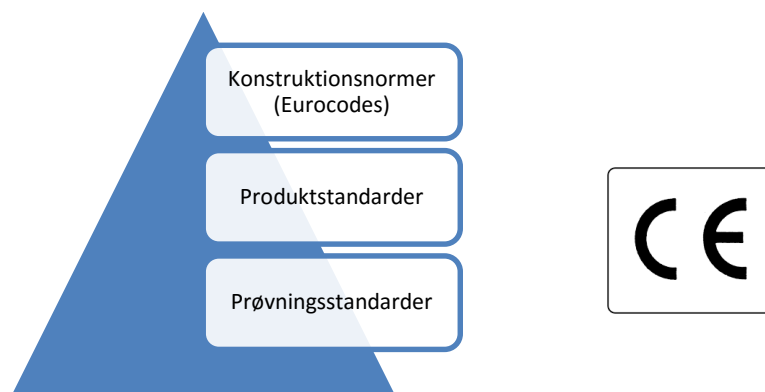 Konstruktionsnormer
(Eurocodes)
Produktstandarder
Prøvningsstandarder
CE